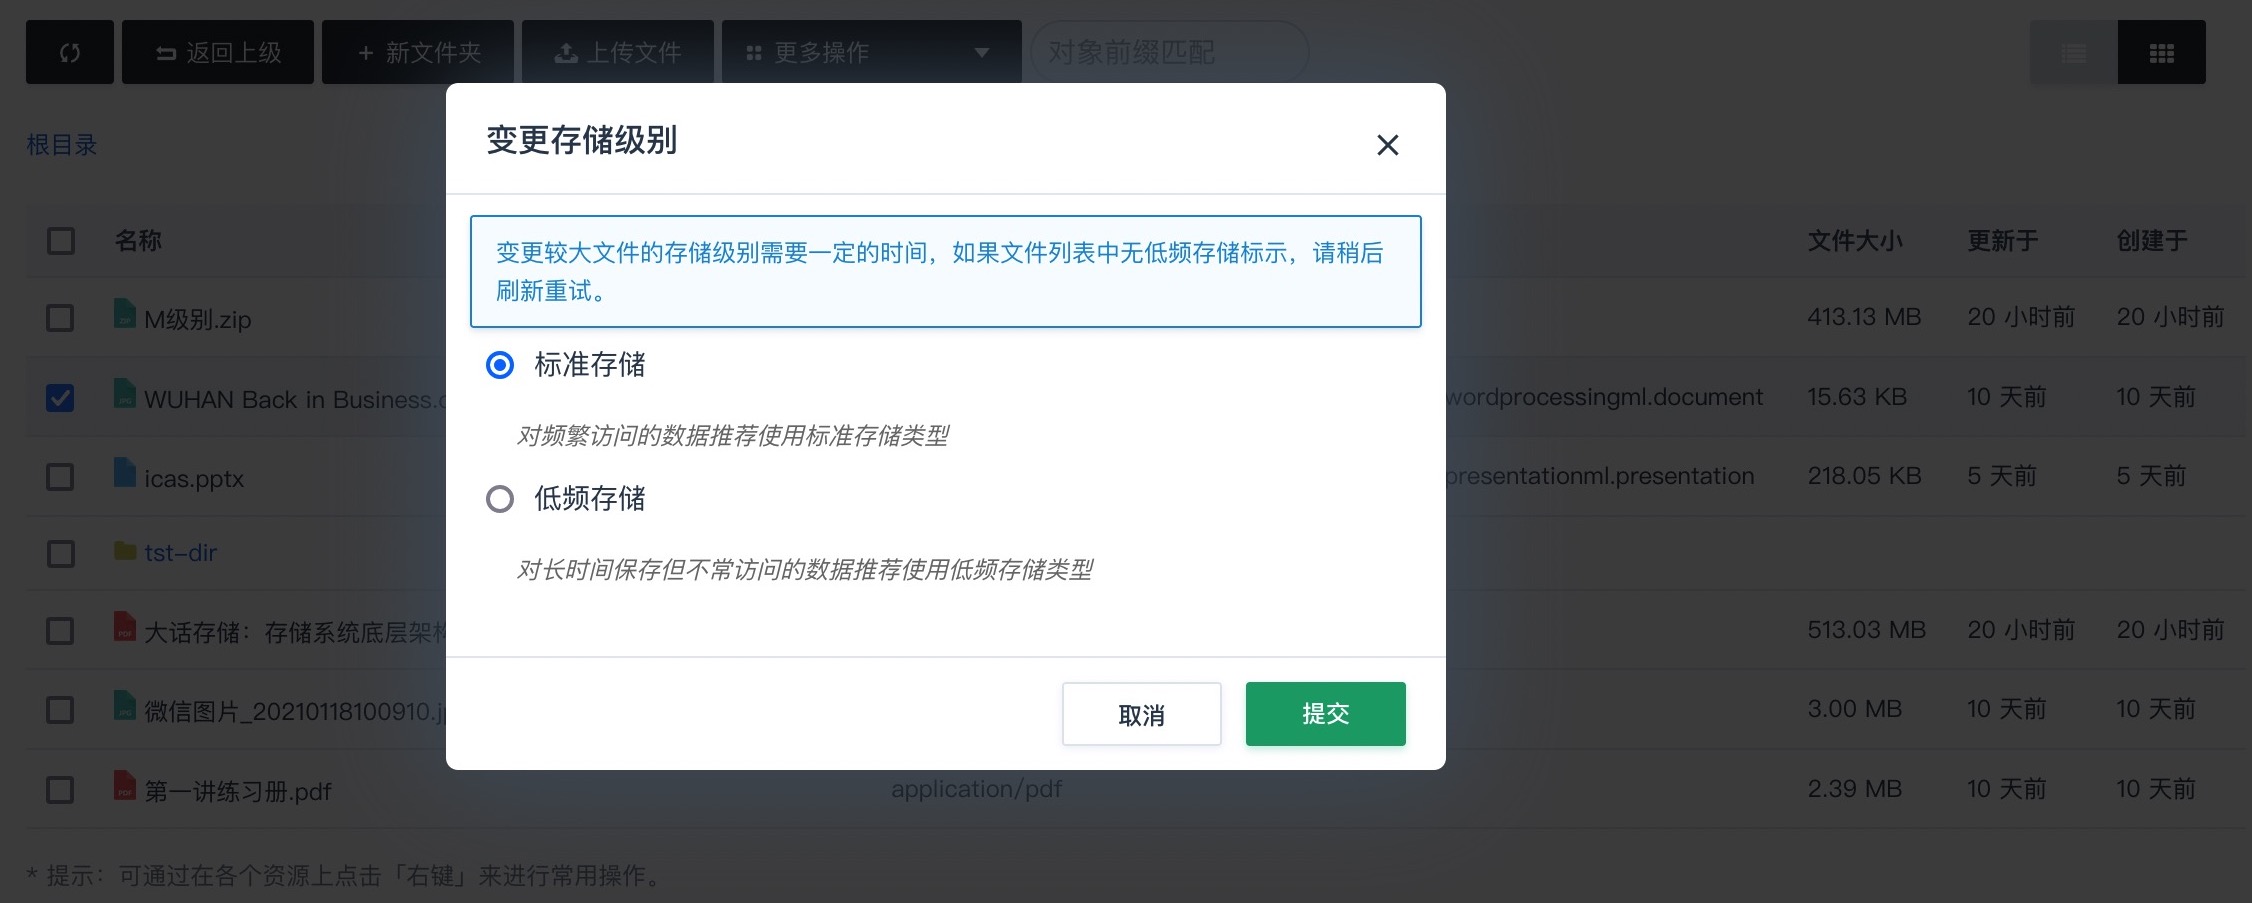 返回上级
+ 新文件夹
上传文件
更多操作
对象前缀匹配
根目录
变更存储级别
变更较大文件的存储级别需要一定的时间，如果文件列表中无低频存储标示，请稍后
刷新重试。
标准存储
对频繁访问的数据推荐使用标准存储类型
低频存储
对长时间保存但不常访问的数据推荐使用低频存储类型
取消
提交
名称 文件大小 更新于 创建于
M级别.zip 413.13 MB 20 小时前 20 小时前
WUHAN Back in Business. wordprocessingml.document 15.63 KB 10 天前 10 天前
icas.pptx presentationml.presentation 218.05 KB 5 天前 5 天前
tst-dir
大话存储：存储系统底层架构 513.03 MB 20 小时前 20 小时前
微信图片_20210118100910.jp 3.00 MB 10 天前 10 天前
第一讲练习册.pdf application/pdf 2.39 MB 10 天前 10 天前
* 提示：可通过在各个资源上点击「右键」来进行常用操作。